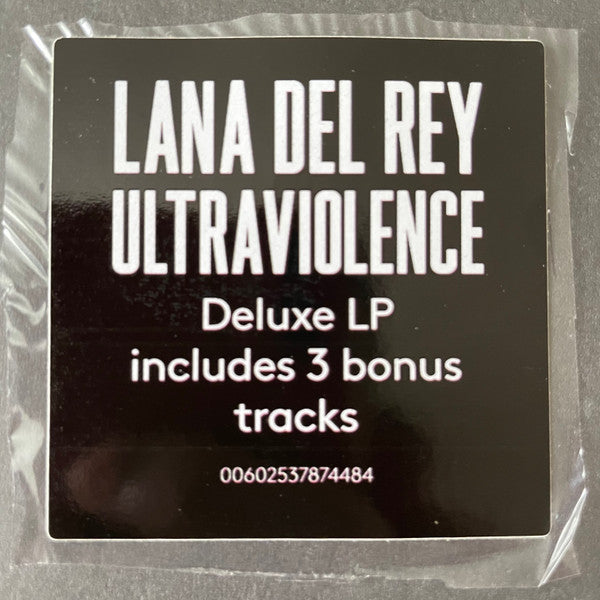 LANA DEL REY
ULTRAVIOLENCE
Deluxe LP
includes 3 bonus
tracks
00602537874484